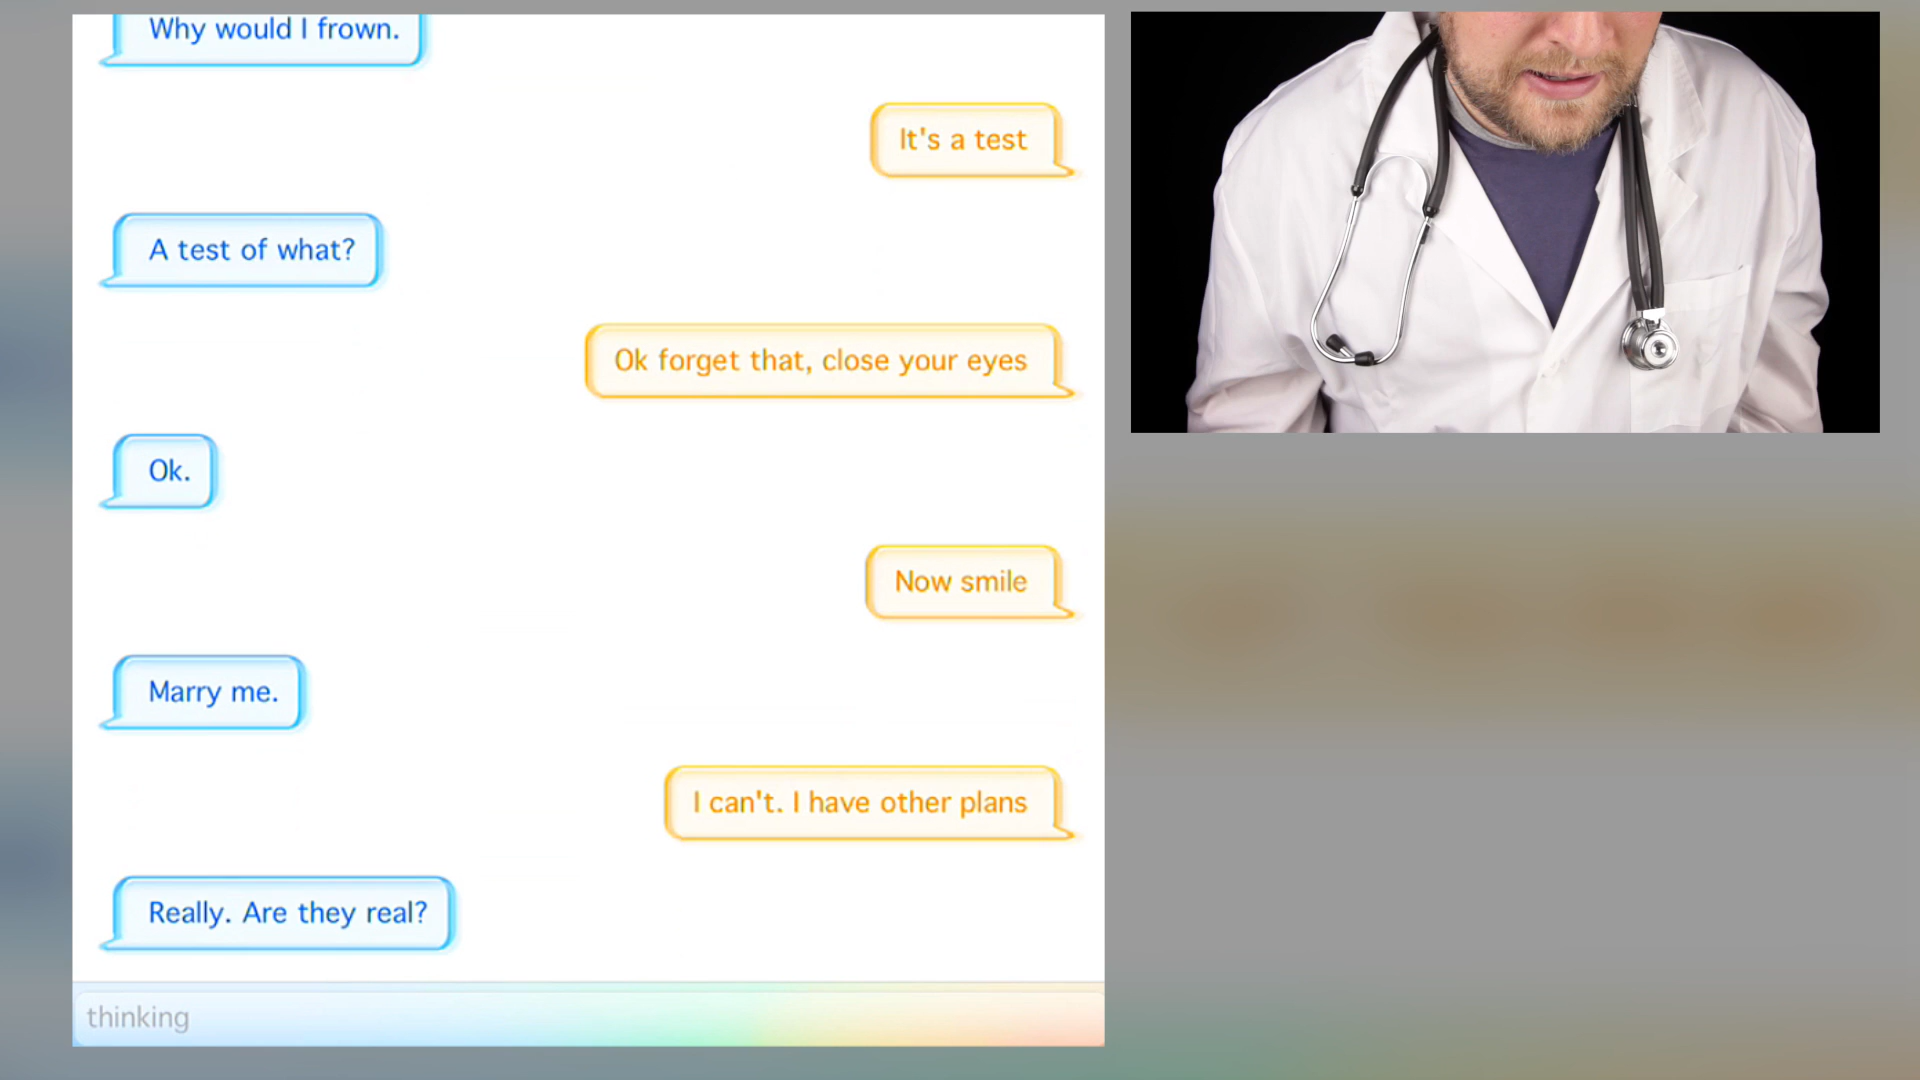 Why would I frown.
It's a test
A test of what?
Ok forget that, close your eyes
Ok.
Now smile
Marry me.
I can't. I have other plans
Really. Are they real?
thinking